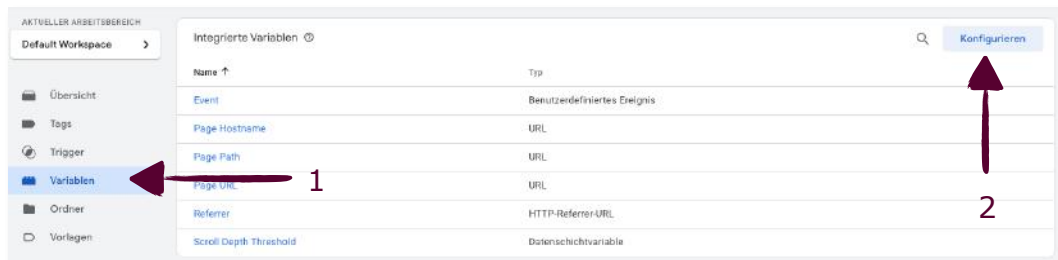 AKTUELLER ARBEITSBEREICH
Default Workspace
Übersicht
Tags
Trigger
Variablen
Ordner
Vorlagen
Integrierte Variablen
Konfigurieren
Name Typ
Event Benutzerdefiniertes Ereignis
Page Hostname URL
Page Path URL
Page URL URL
Referrer HTTP-Referrer-URL
Scroll Depth Threshold Datenschichtvariable
1
2